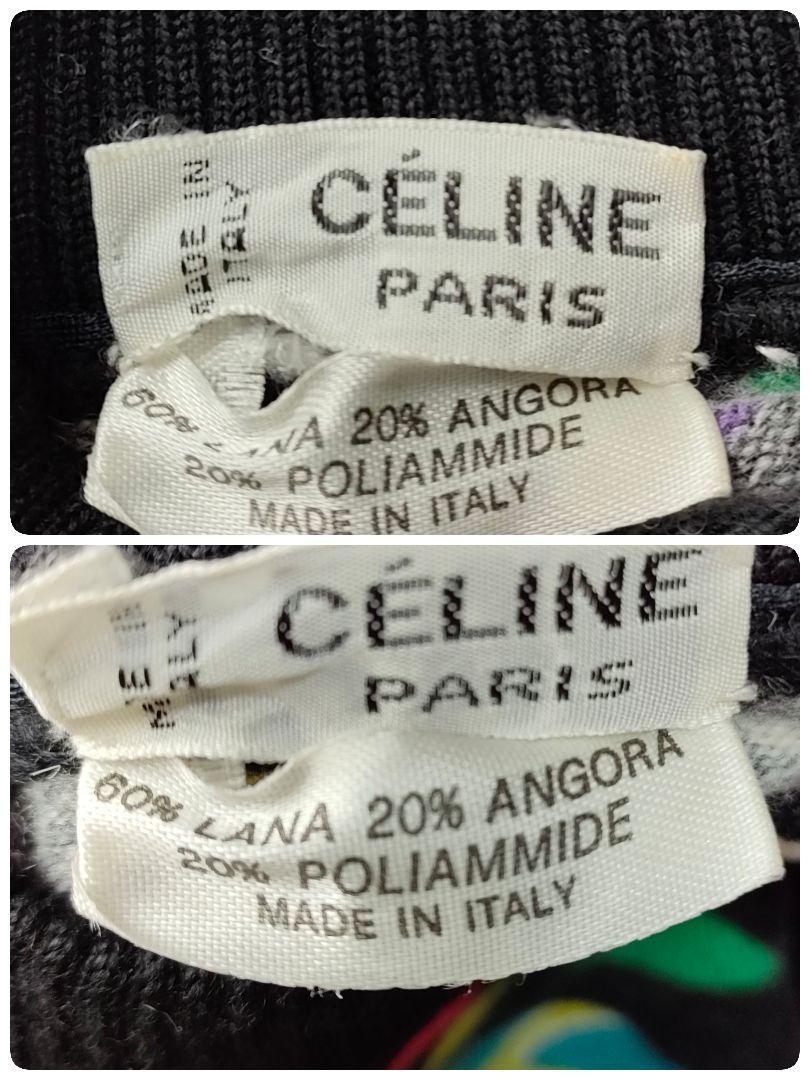 MADE IN
ITALY
CÉLINE
PARIS
60% LANA 20% ANGORA
20% POLIAMMIDE
MADE IN ITALY
CÉLINE
PARIS
60% LANA 20% ANGORA
20% POLIAMMIDE
MADE IN ITALY